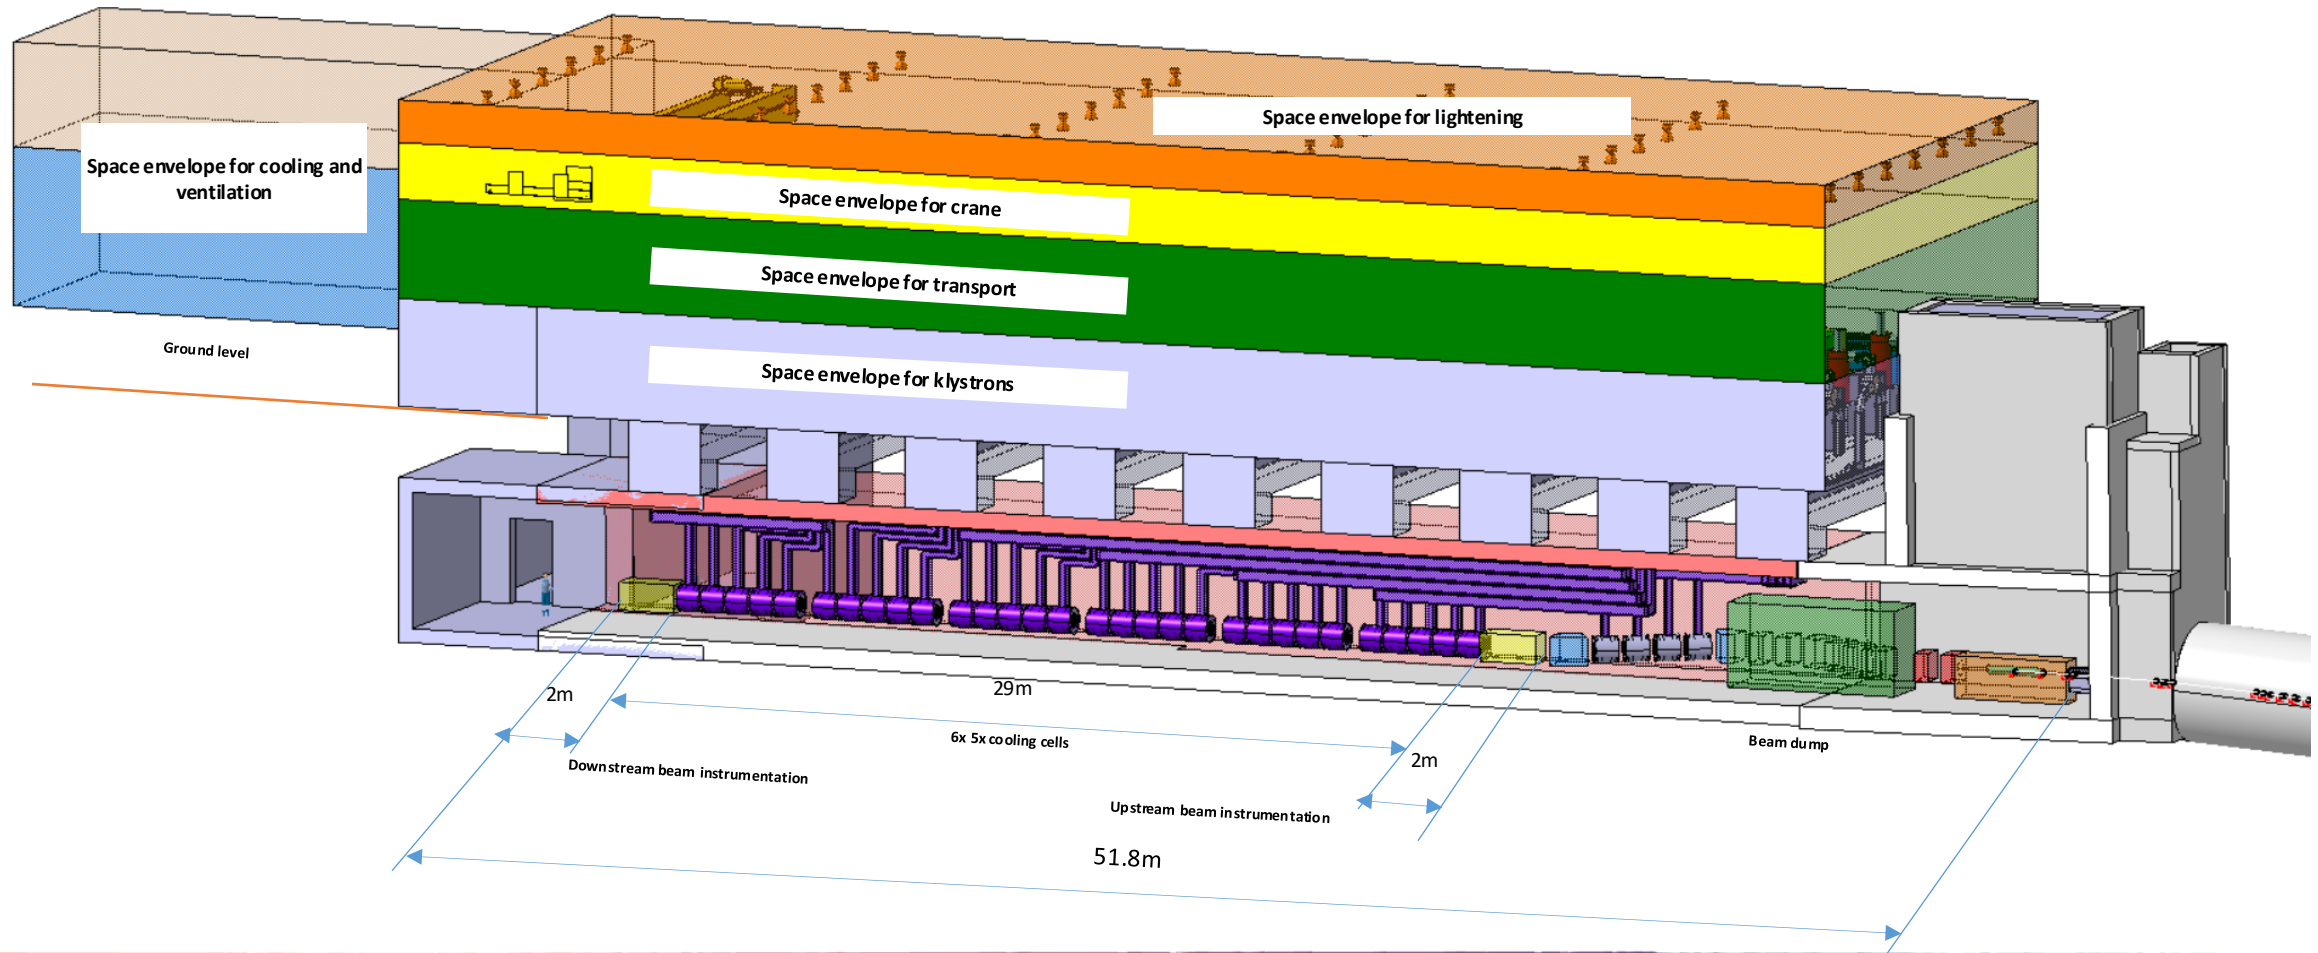 Space envelope for lightening
Space envelope for cooling and
ventilation
Space envelope for crane
Space envelope for transport
Ground level
Space envelope for klystrons
2m
29m
6x 5x cooling cells
Beam dump
2m
Downstream beam instrumentation
Upstream beam instrumentation
51.8m